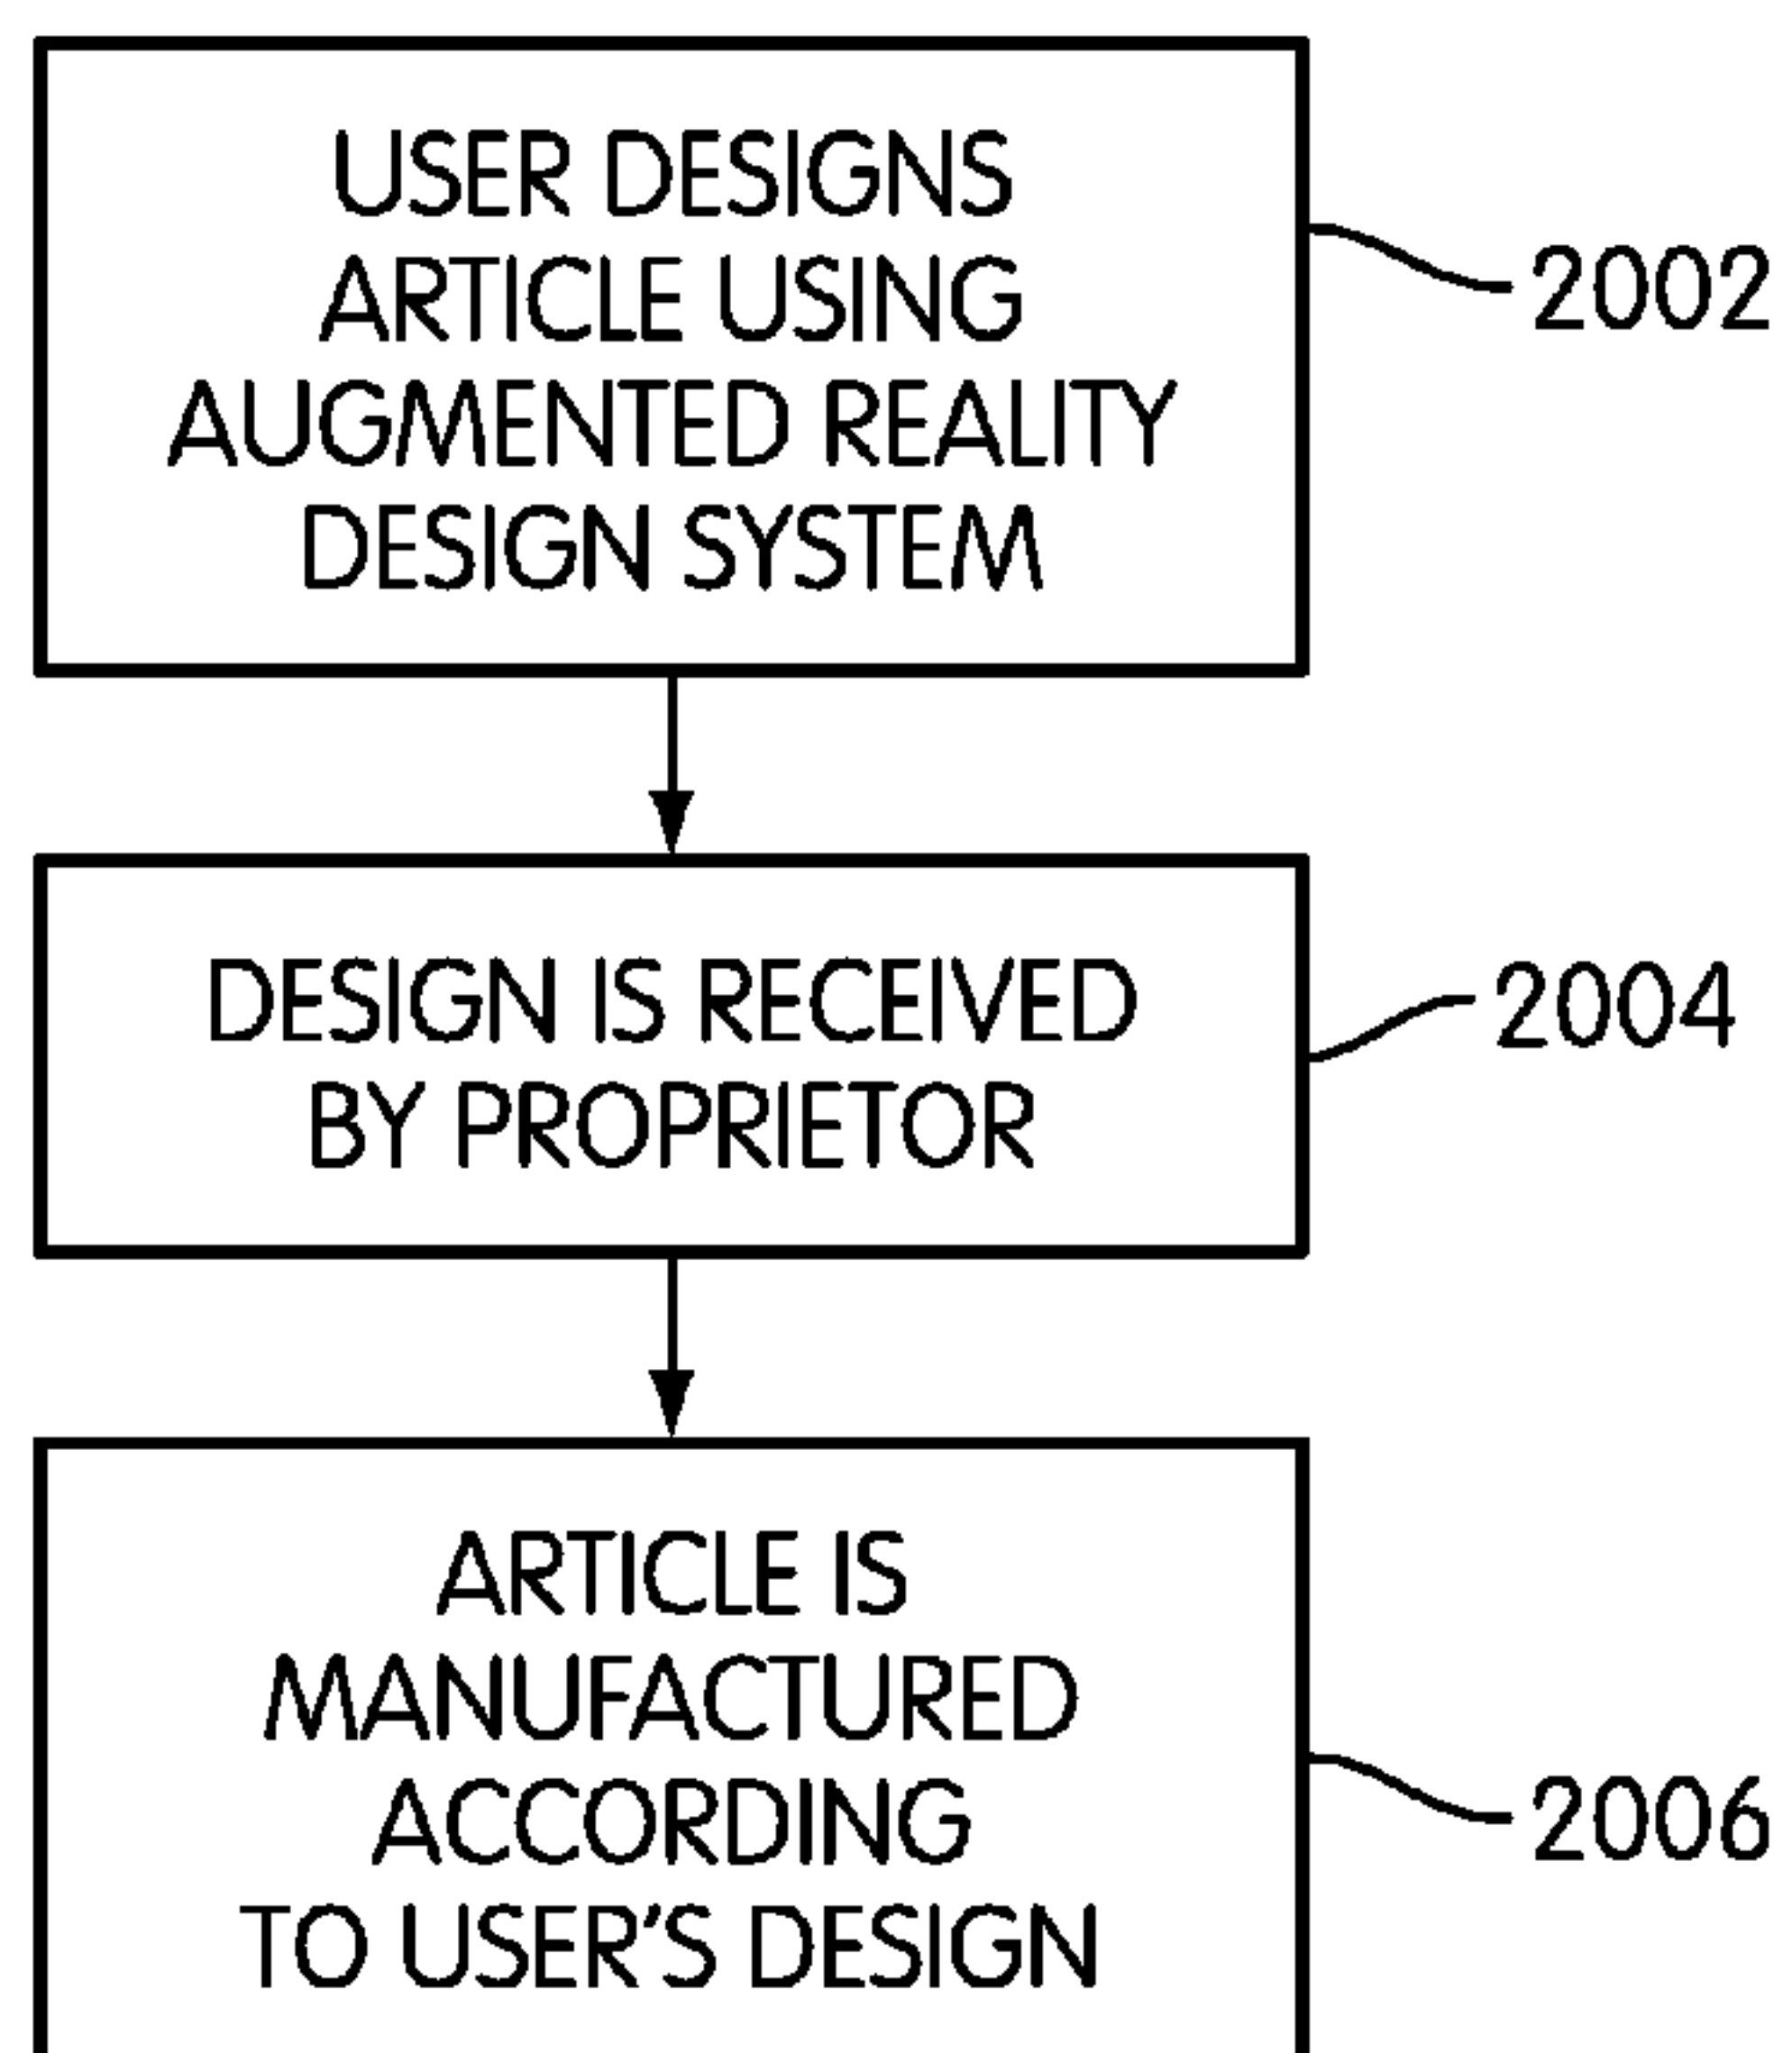 USER DESIGNS
ARTICLE USING
AUGMENTED REALITY
DESIGN SYSTEM
2002
DESIGN IS RECEIVED
BY PROPRIETOR
2004
ARTICLE IS
MANUFACTURED
ACCORDING
TO USER'S DESIGN
2006